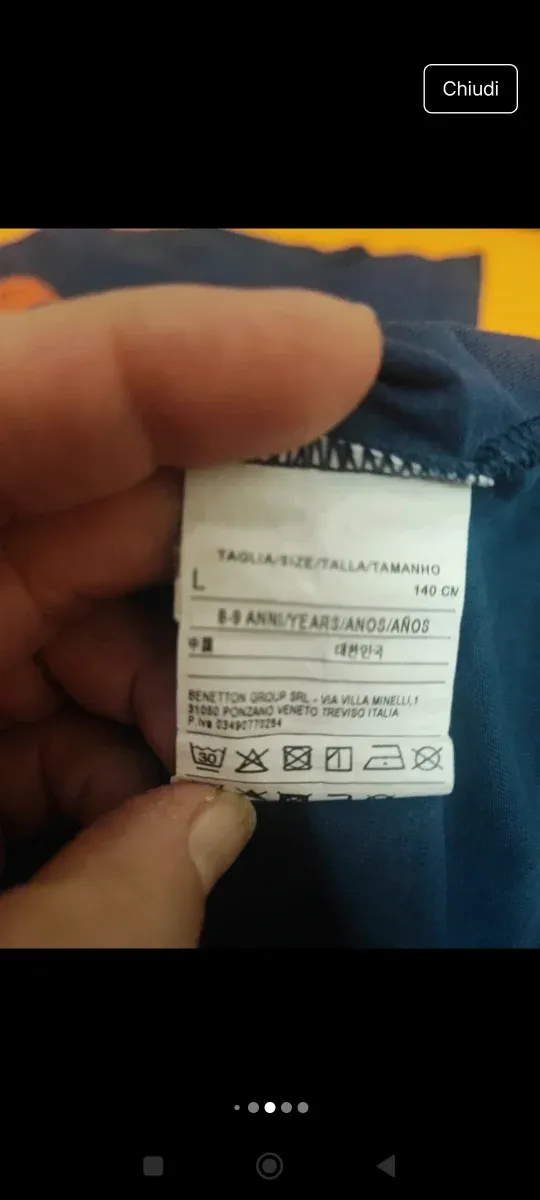 Chiudi
TAGLIA/SIZE/TALLA/TAMANHO
L 140 CM
8-9 ANNI/YEARS/ANOS/AÑOS
中国 대한민국
BENETTON GROUP SRL - VIA VILLA MINELLI,1
31050 PONZANO VENETO TREVISO ITALIA
P.Iva 03490770264
30